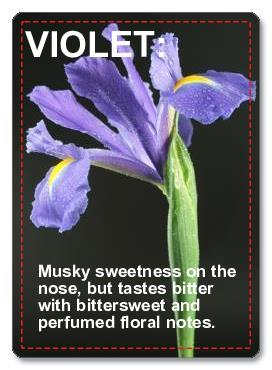 VIOLET:
Musky sweetness on the
nose, but tastes bitter
with bittersweet and
perfumed floral notes.